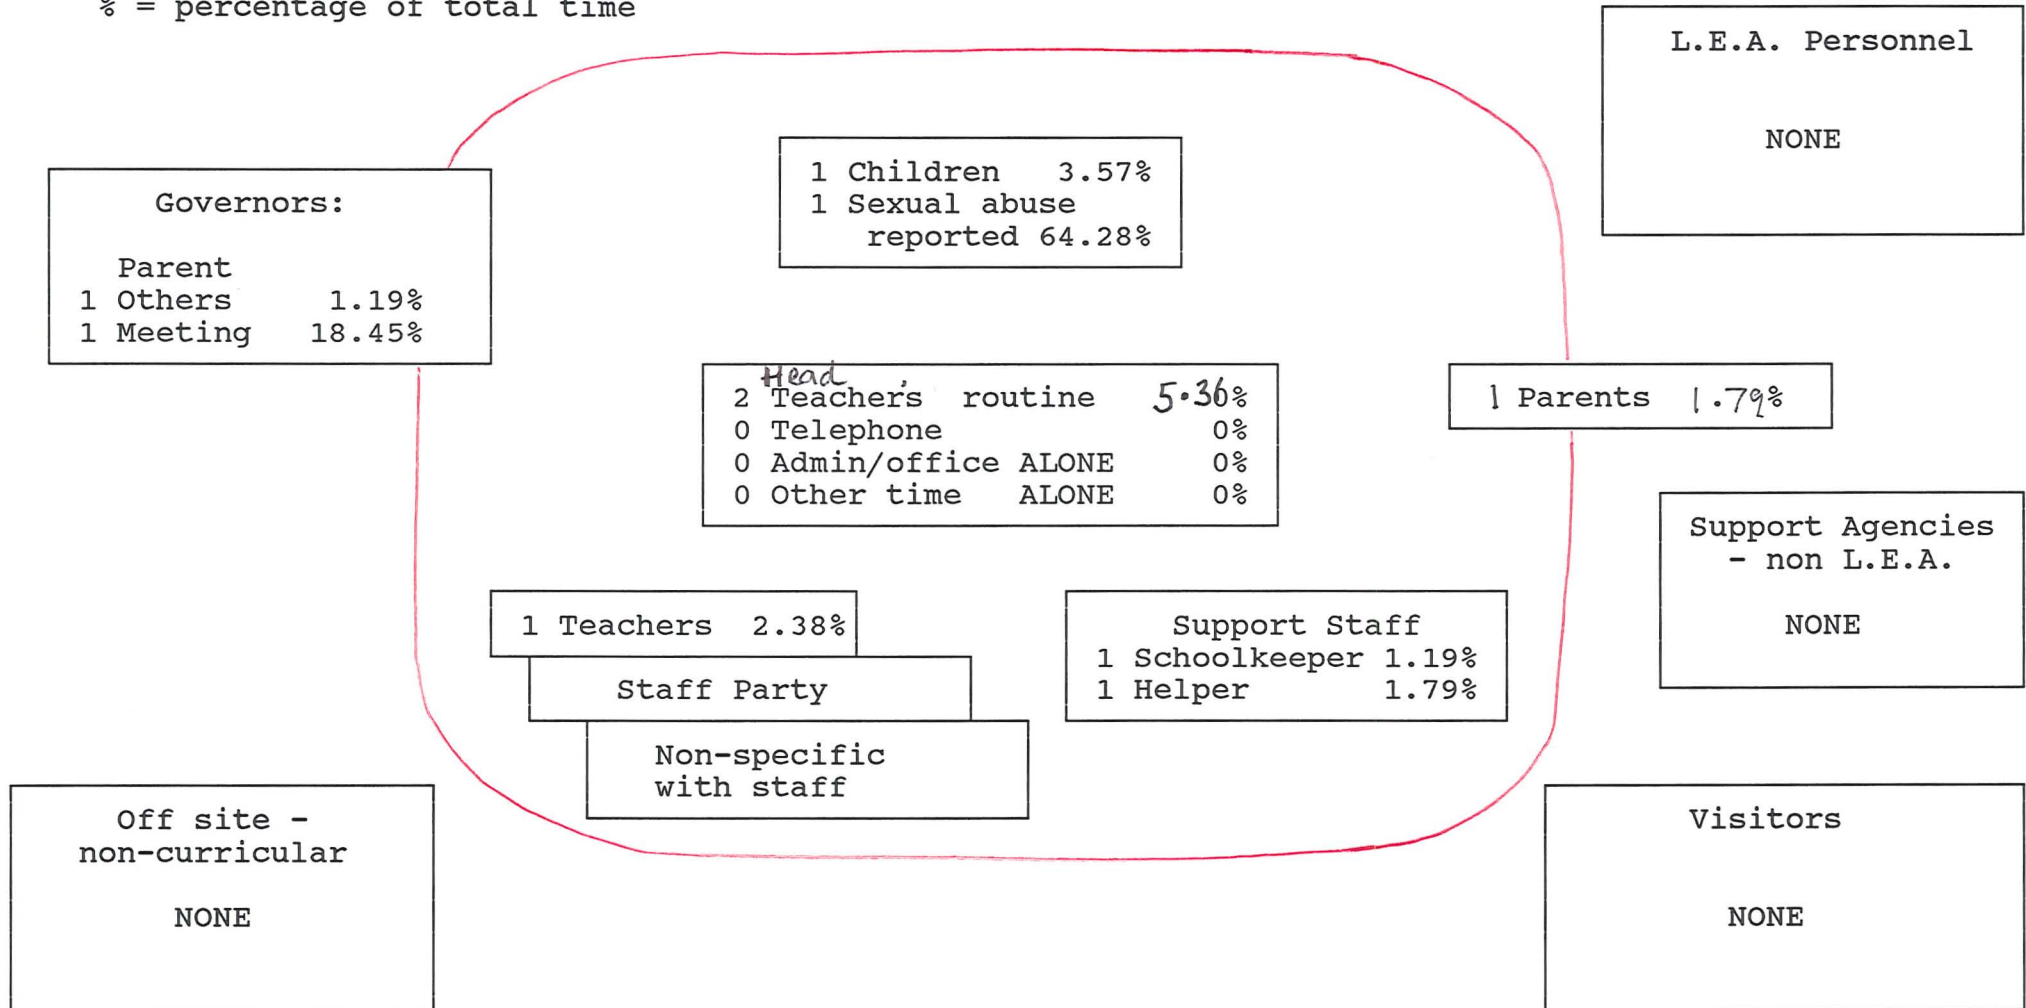 % = percentage of total time
L.E.A. Personnel
NONE
1 Children 3.57%
1 Sexual abuse
reported 64.28%
Governors:
Parent
1 Others 1.19%
1 Meeting 18.45%
Head
2 Teacher's routine 5.36%
0 Telephone 0%
0 Admin/office ALONE 0%
0 Other time ALONE 0%
1 Parents 1.79%
Support Agencies
- non L.E.A.
NONE
1 Teachers 2.38%
Staff Party
Non-specific
with staff
Support Staff
1 Schoolkeeper 1.19%
1 Helper 1.79%
Off site -
non-curricular
NONE
Visitors
NONE